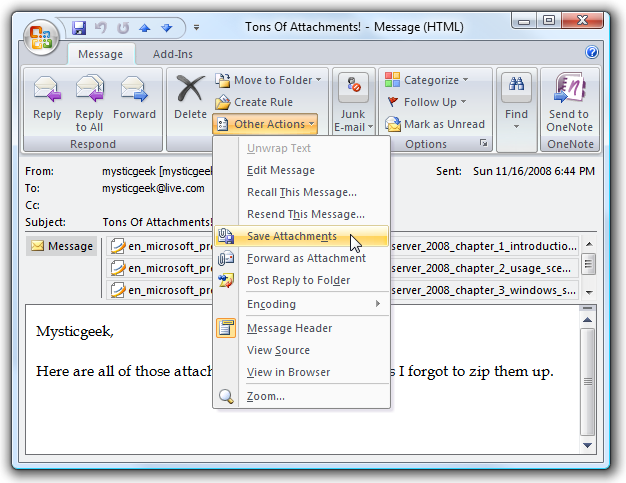 Tons Of Attachments! - Message (HTML)
Message Add-Ins
Reply
Reply to All
Forward
Respond
Delete
Move to Folder
Create Rule
Other Actions
Junk E-mail
Categorize
Follow Up
Mark as Unread
Options
Find
Send to OneNote
OneNote
Unwrap Text
Edit Message
Recall This Message...
Resend This Message...
Save Attachments
Forward as Attachment
Post Reply to Folder
Encoding
Message Header
View Source
View in Browser
Zoom...
From: mysticgeek [mysticgeek
Sent: Sun 11/16/2008 6:44 PM
To: mysticgeek@live.com
Cc:
Subject: Tons Of Attachments!
Message
en_microsoft_pre server_2008_chapter_1_introductio...
en_microsoft_pre server_2008_chapter_2_usage_sce...
en_microsoft_pre server_2008_chapter_3_windows_s...
Mysticgeek,
Here are all of those attach s I forgot to zip them up.